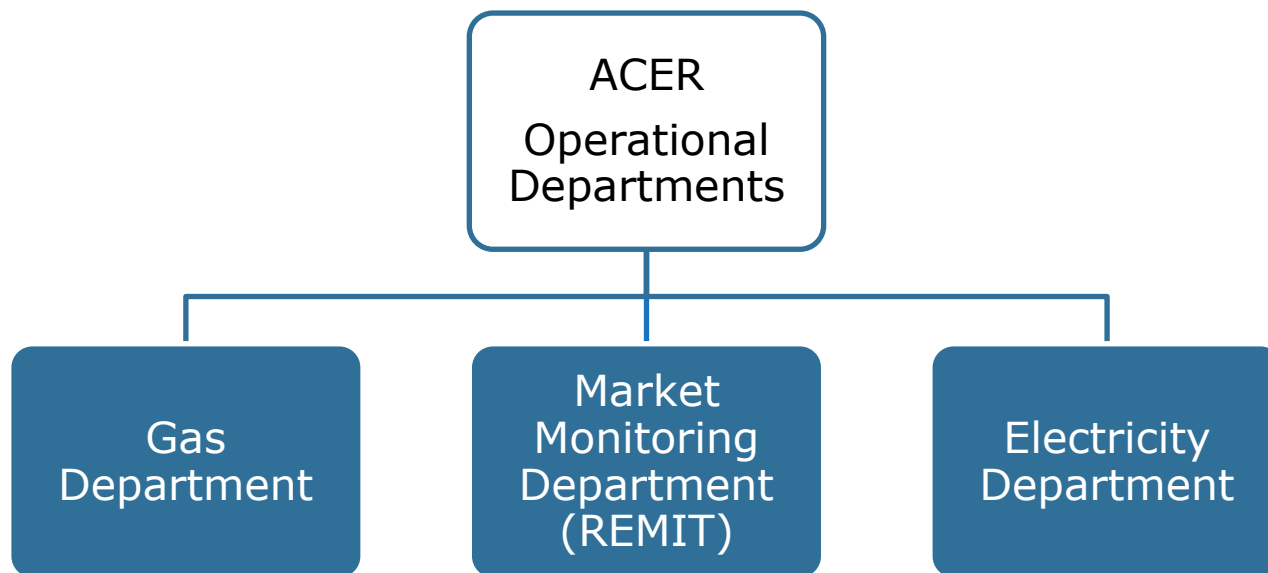 ACER
Operational
Departments
Gas
Department
Market
Monitoring
Department
(REMIT)
Electricity
Department